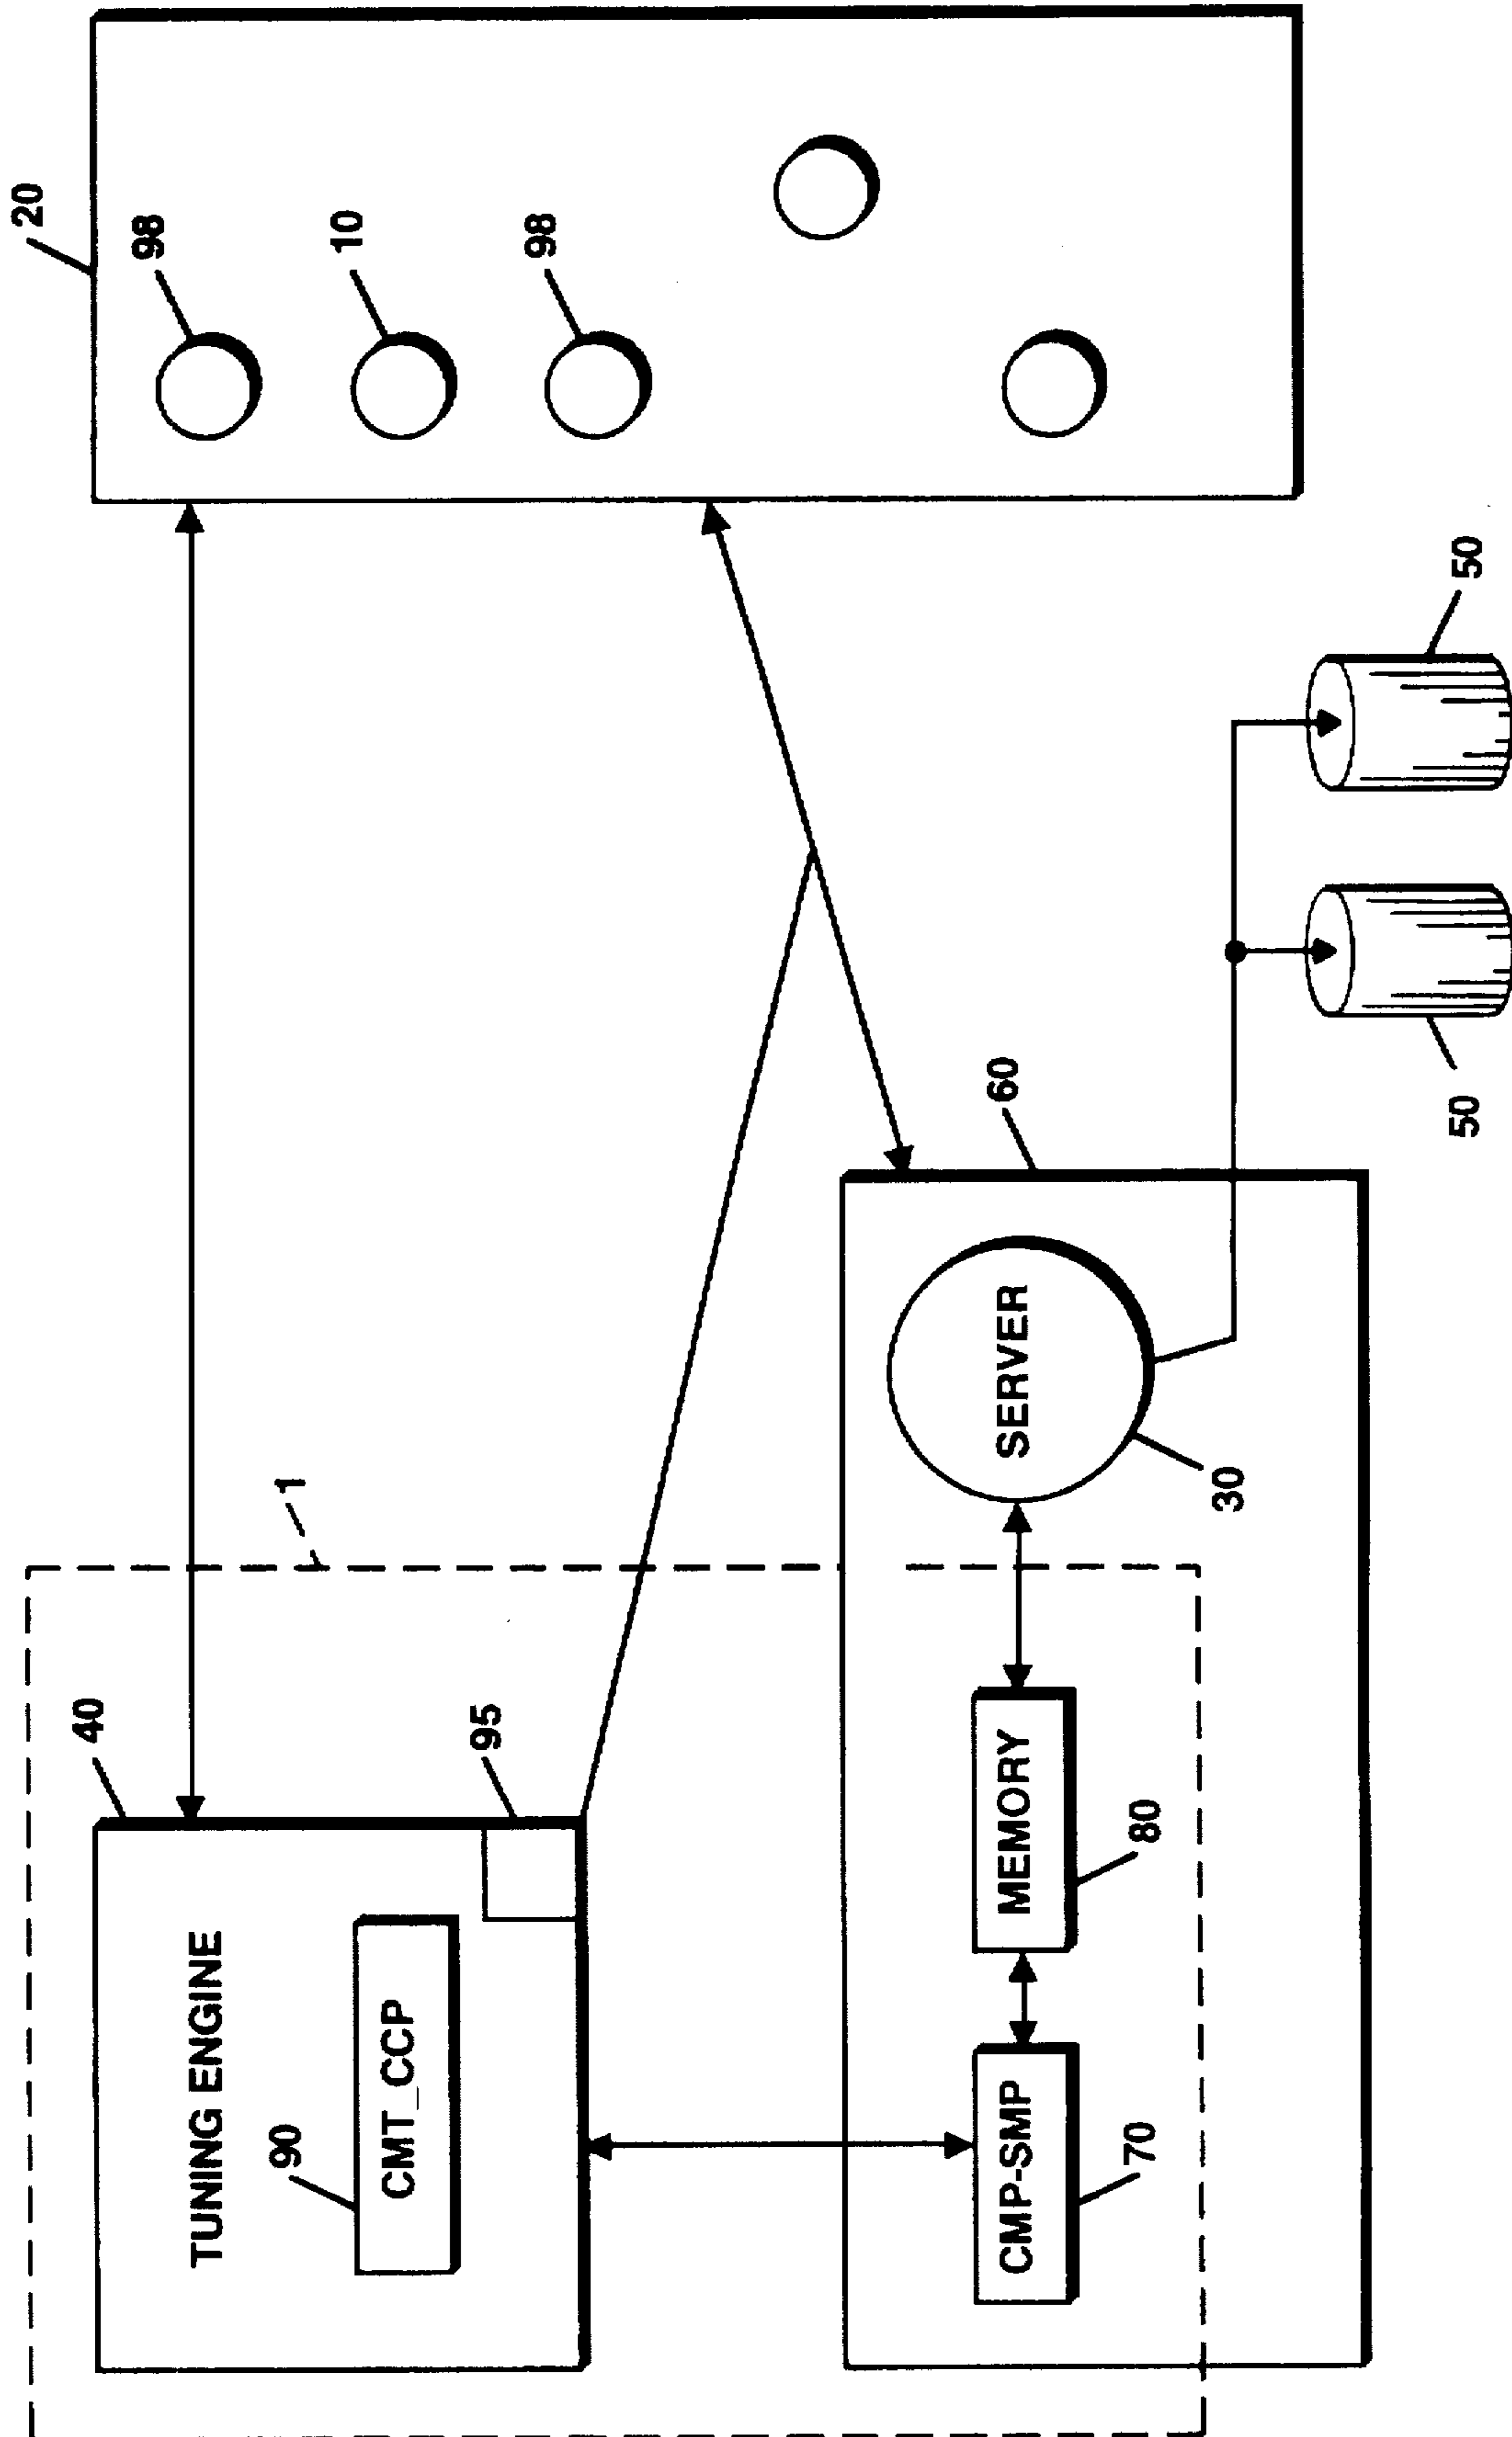 1
40
TUNING ENGINE
90
CMT_CCP
95
20
98
10
98
60
SERVER
30
MEMORY
80
CMP-SMP
70
50
50